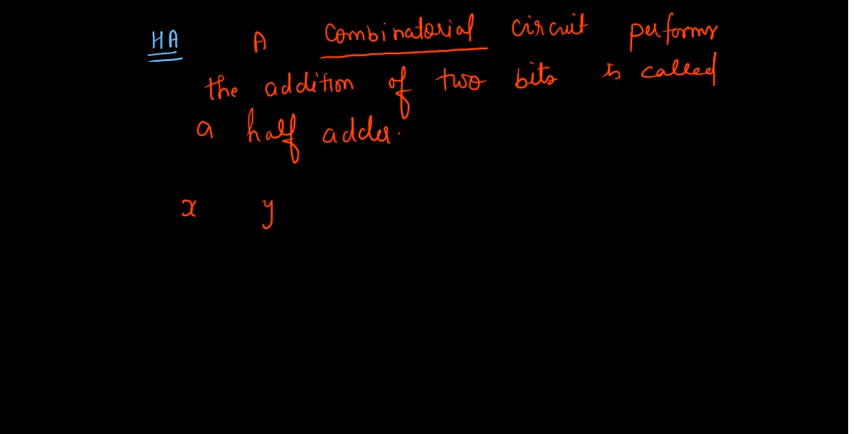 HA A combinatorial circuit performs
the addition of two bits is called
a half adder.
x y